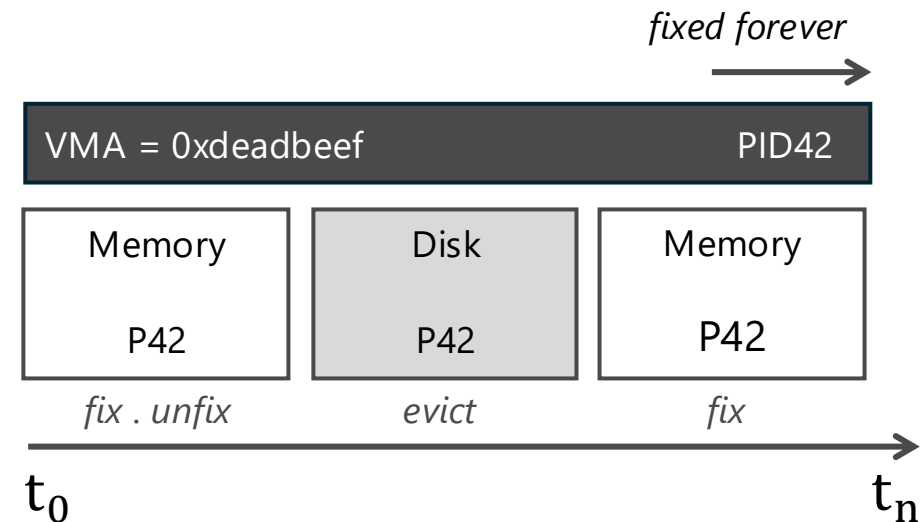 fixed forever
VMA = 0xdeadbeef PID42
Memory Disk Memory
P42 P42 P42
fix . unfix evict fix
t₀ tₙ